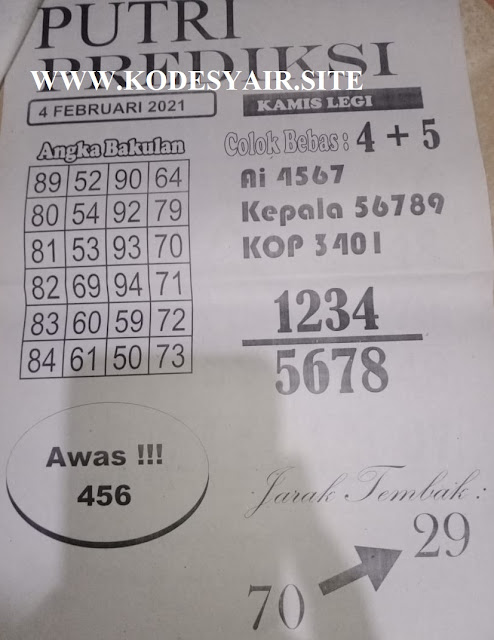 PUTRI
PREDIKSI
WWW.KODESYAIR.SITE
4 FEBRUARI 2021
KAMIS LEGI
Angka Bakulan
89 52 90 64
80 54 92 79
81 53 93 70
82 69 94 71
83 60 59 72
84 61 50 73
Colok Bebas : 4 + 5
Ai 4567
Kepala 56789
KOP 3401
1234
5678
Awas !!!
456
Jarak Tembak :
29
70